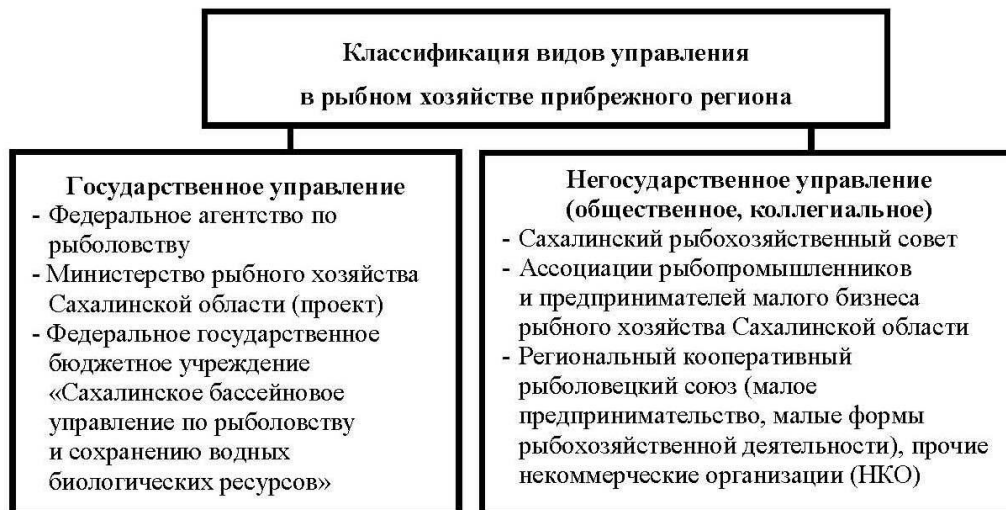 Классификация видов управления
в рыбном хозяйстве прибрежного региона
Государственное управление
- Федеральное агентство по
рыболовству
- Министерство рыбного хозяйства
Сахалинской области (проект)
- Федеральное государственное
бюджетное учреждение
«Сахалинское бассейновое
управление по рыболовству
и сохранению водных
биологических ресурсов»
Негосударственное управление
(общественное, коллегиальное)
- Сахалинский рыбохозяйственный совет
- Ассоциации рыбопромышленников
и предпринимателей малого бизнеса
рыбного хозяйства Сахалинской области
- Региональный кооперативный
рыболовецкий союз (малое
предпринимательство, малые формы
рыбохозяйственной деятельности), прочие
некоммерческие организации (НКО)